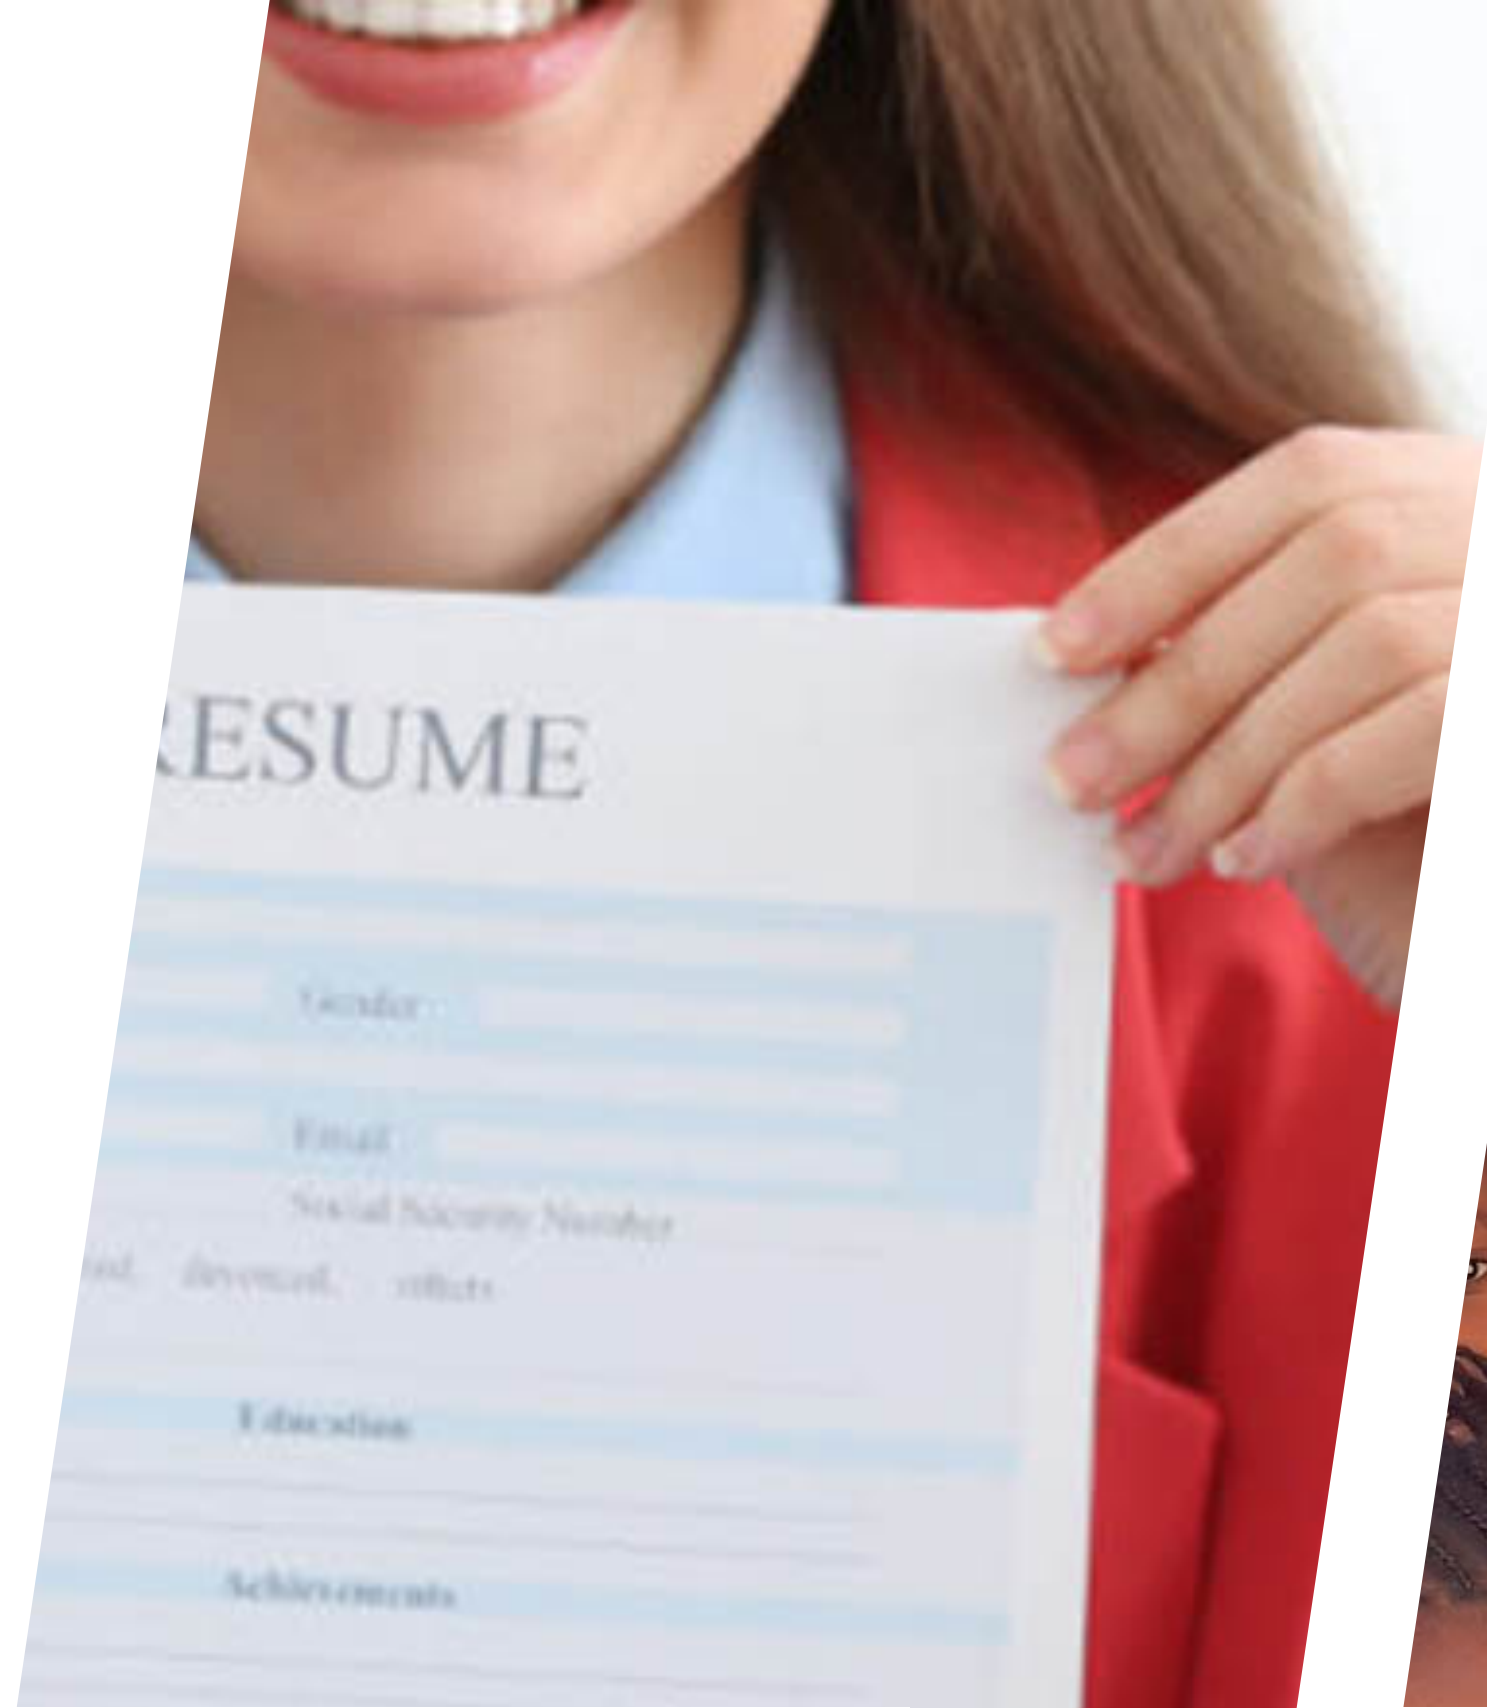 RESUME
Gender
Email
Social Security Number
divorced, others
Education
Achievements